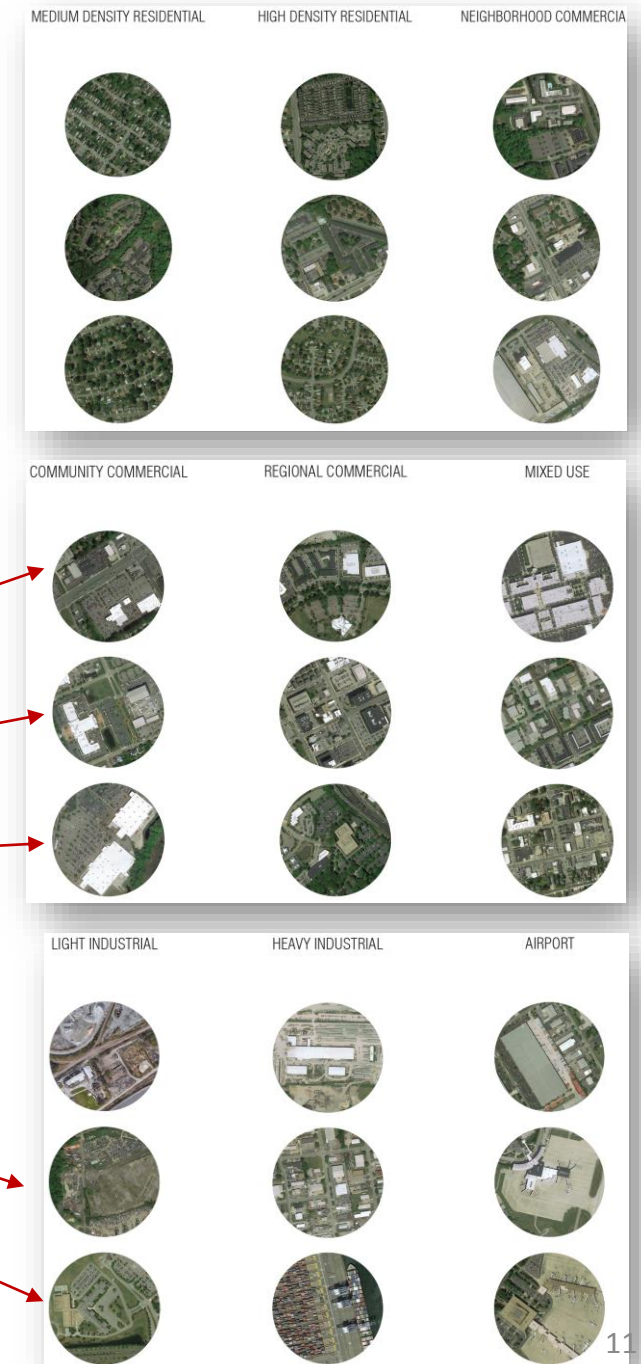 MEDIUM DENSITY RESIDENTIAL HIGH DENSITY RESIDENTIAL NEIGHBORHOOD COMMERCIA
COMMUNITY COMMERCIAL REGIONAL COMMERCIAL MIXED USE
LIGHT INDUSTRIAL HEAVY INDUSTRIAL AIRPORT
11